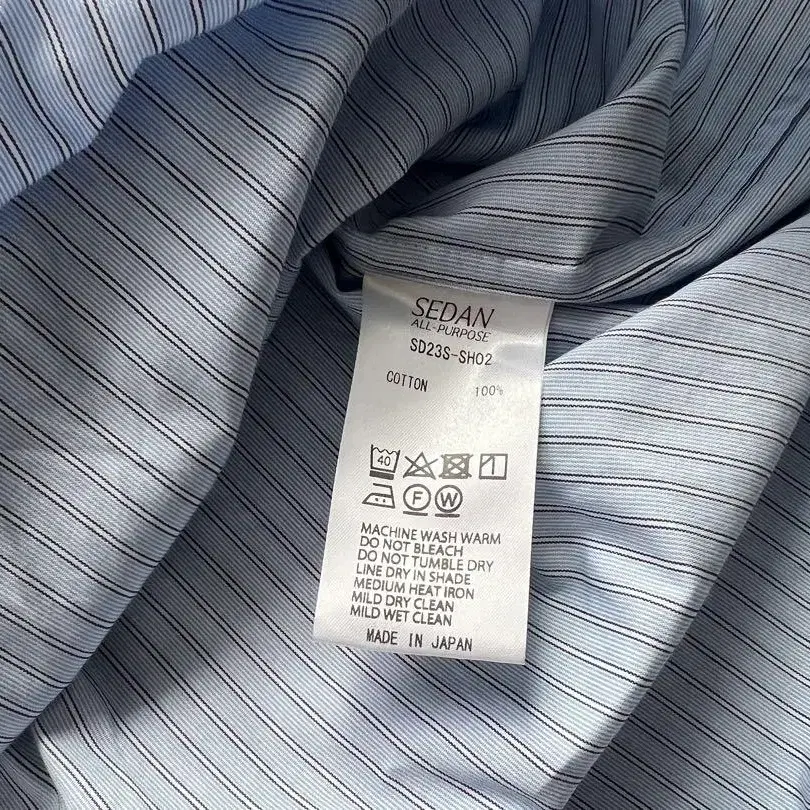 SEDAN
ALL-PURPOSE
SD23S-SH02
COTTON 100%
40
F W
MACHINE WASH WARM
DO NOT BLEACH
DO NOT TUMBLE DRY
LINE DRY IN SHADE
MEDIUM HEAT IRON
MILD DRY CLEAN
MILD WET CLEAN
MADE IN JAPAN